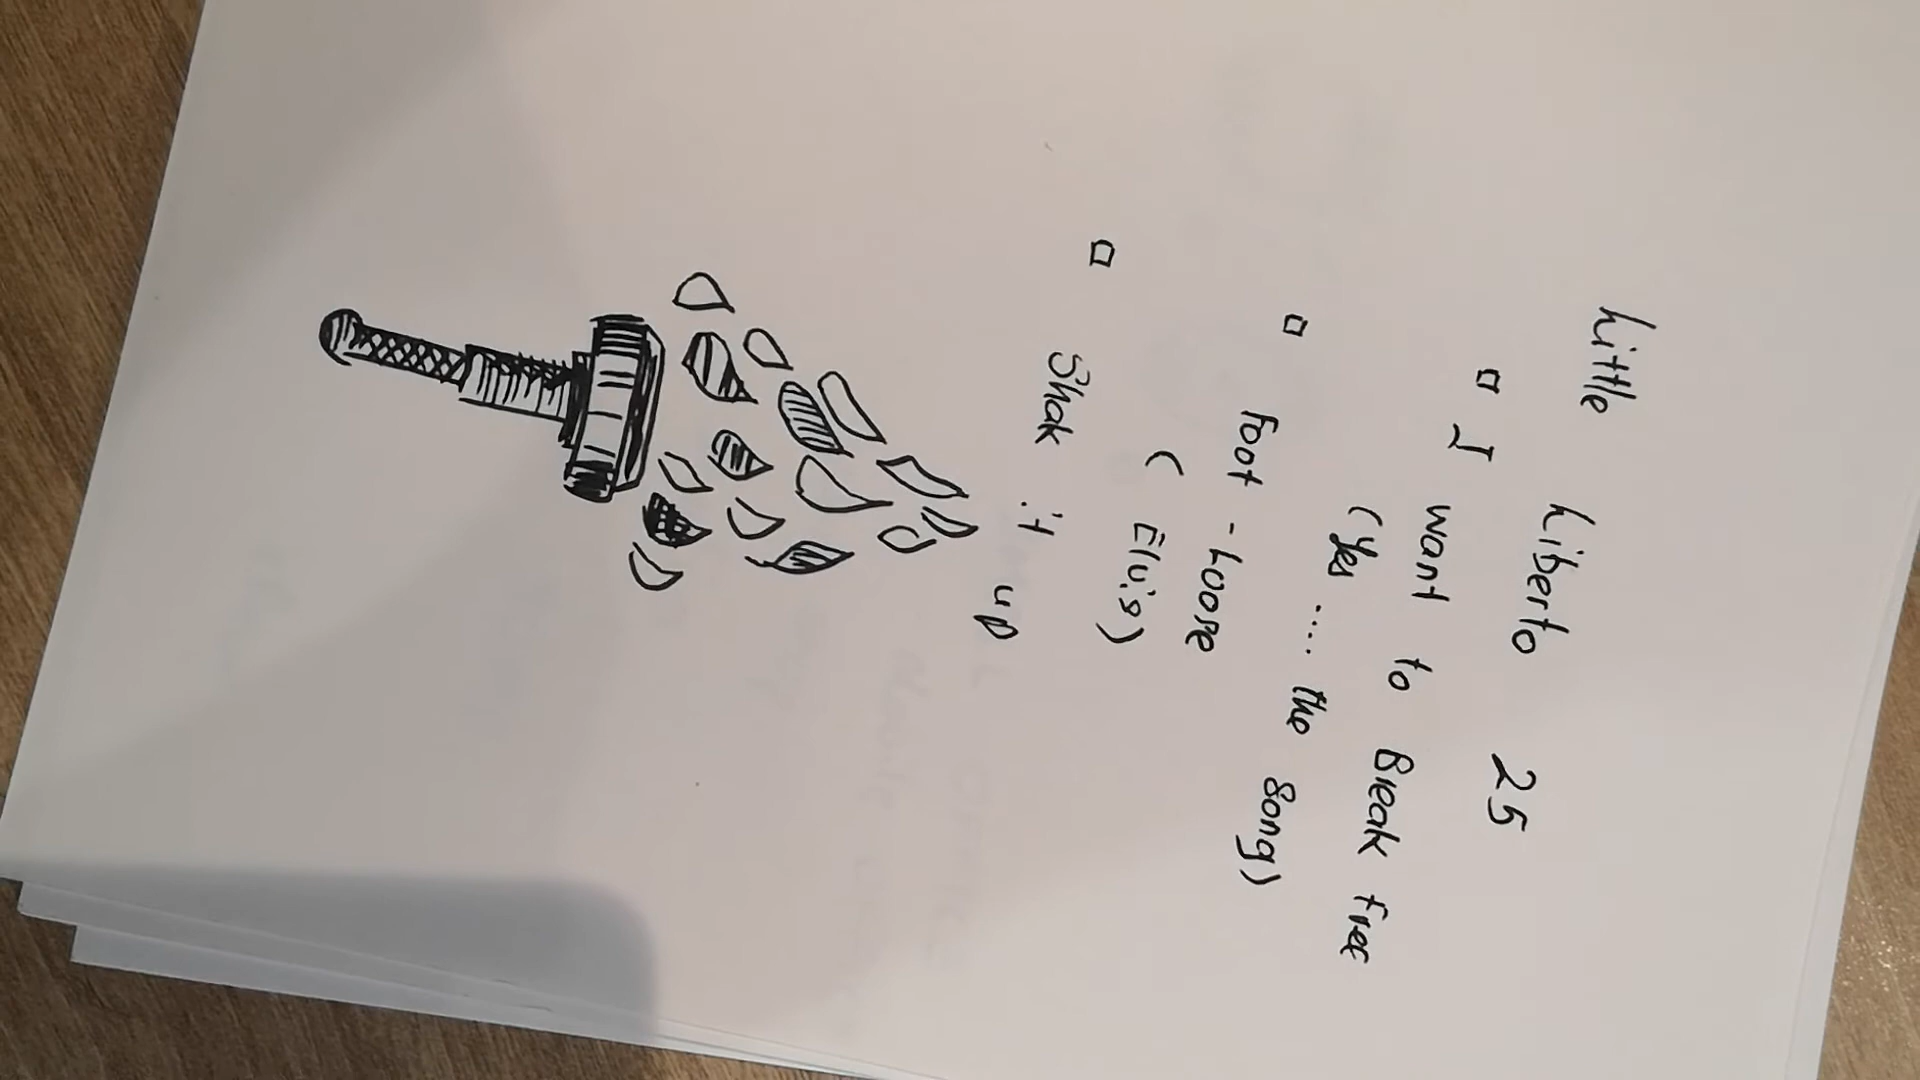 Little Liberto 25
I want to Break free
(Yes .... the song)
Foot - Loose
( Elvis)
Shak it up